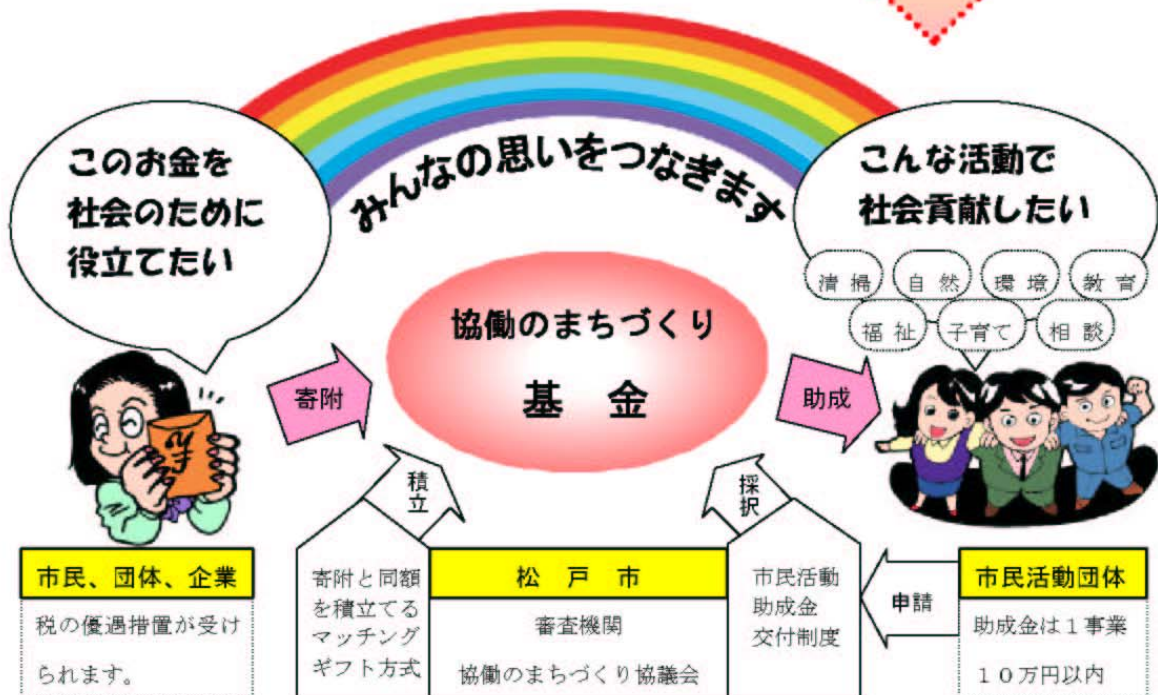 みんなの思いをつなぎます
このお金を
社会のために
役立てたい
こんな活動で
社会貢献したい
清掃 自然 環境 教育
福祉 子育て 相談
協働のまちづくり
基 金
寄附
助成
積立
採択
市民、団体、企業
税の優遇措置が受け
られます。
寄附と同額
を積立てる
マッチング
ギフト方式
松 戸 市
審査機関
協働のまちづくり協議会
市民活動
助成金
交付制度
申請
市民活動団体
助成金は1事業
10万円以内